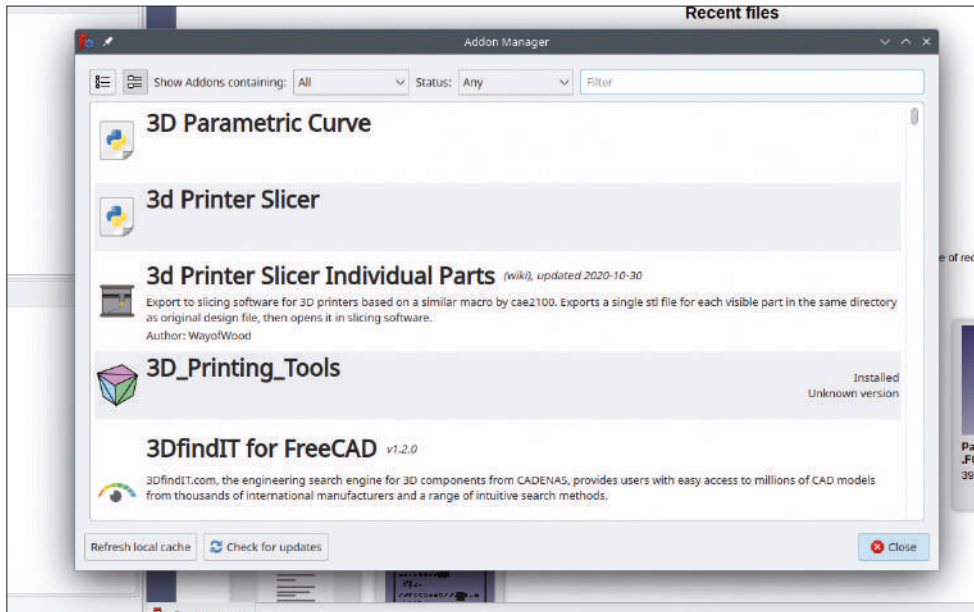 Recent files
Addon Manager
Show Addons containing: All Status: Any Filter
3D Parametric Curve
3d Printer Slicer
3d Printer Slicer Individual Parts (wiki), updated 2020-10-30
Export to slicing software for 3D printers based on a similar macro by cae2100. Exports a single stl file for each visible part in the same directory
as original design file, then opens it in slicing software.
Author: WayofWood
3D_Printing_Tools
Installed
Unknown version
3DfindIT for FreeCAD v1.2.0
3DfindIT.com, the engineering search engine for 3D components from CADENAS, provides users with easy access to millions of CAD models
from thousands of international manufacturers and a range of intuitive search methods.
Refresh local cache Check for updates Close
e of rec
Pa
.F
39